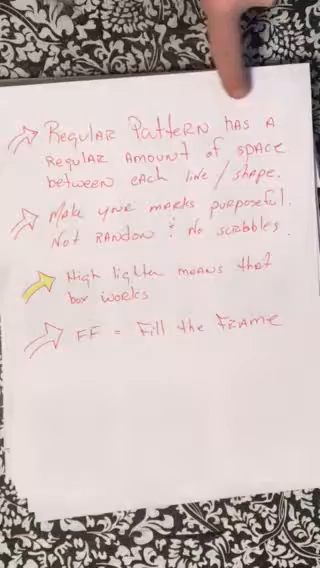 Regular Pattern has a
regular amount of space
between each line/shape.
Make your marks purposeful.
Not random & no scribbles.
High lighter means that
box works
FF = Fill the Frame